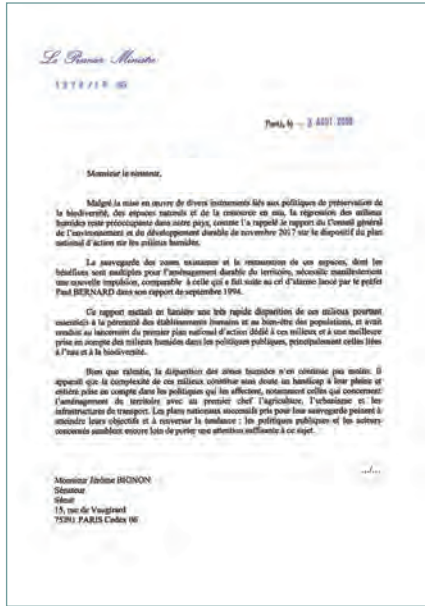 Le Premier Ministre
Paris, le
Monsieur le sénateur,
Malgré la mise en œuvre de divers instruments liés aux politiques de préservation de
la biodiversité, des espaces naturels et de la ressource en eau, la régression des milieux
humides reste préoccupante dans notre pays, comme l'a rappelé le rapport du Conseil général
de l'environnement et du développement durable de novembre 2017 sur le dispositif du plan
national d'action sur les milieux humides.
La sauvegarde des zones existantes et la restauration de ces espaces, dont les
bénéfices sont multiples pour l'aménagement durable du territoire, nécessite manifestement
une nouvelle impulsion, comparable à celle qui a fait suite au cri d'alarme lancé par le préfet
Paul BERNARD dans son rapport de septembre 1994.
Ce rapport mettait en lumière une très rapide disparition de ces milieux pourtant
essentiels à la pérennité des établissements humains et au bien-être des populations, et avait
conduit au lancement du premier plan national d'action dédié à ces milieux et à une meilleure
prise en compte des milieux humides dans les politiques publiques, principalement celles liées
à l'eau et à la biodiversité.
Bien que ralentie, la disparition des zones humides n'en continue pas moins. Il
apparaît que la complexité de ces milieux constitue sans doute un handicap à leur pleine et
entière prise en compte dans les politiques qui les affectent, notamment celles qui concernent
l'aménagement du territoire avec au premier chef l'agriculture, l'urbanisme et les
infrastructures de transport. Les plans nationaux successifs pris pour leur sauvegarde peinent à
atteindre leurs objectifs et à renverser la tendance : les politiques publiques et les acteurs
concernés semblent encore loin de porter une attention suffisante à ce sujet.
.../...
Monsieur Jérôme BIGNON
Sénateur
Sénat
15, rue de Vaugirard
75291 PARIS Cedex 06